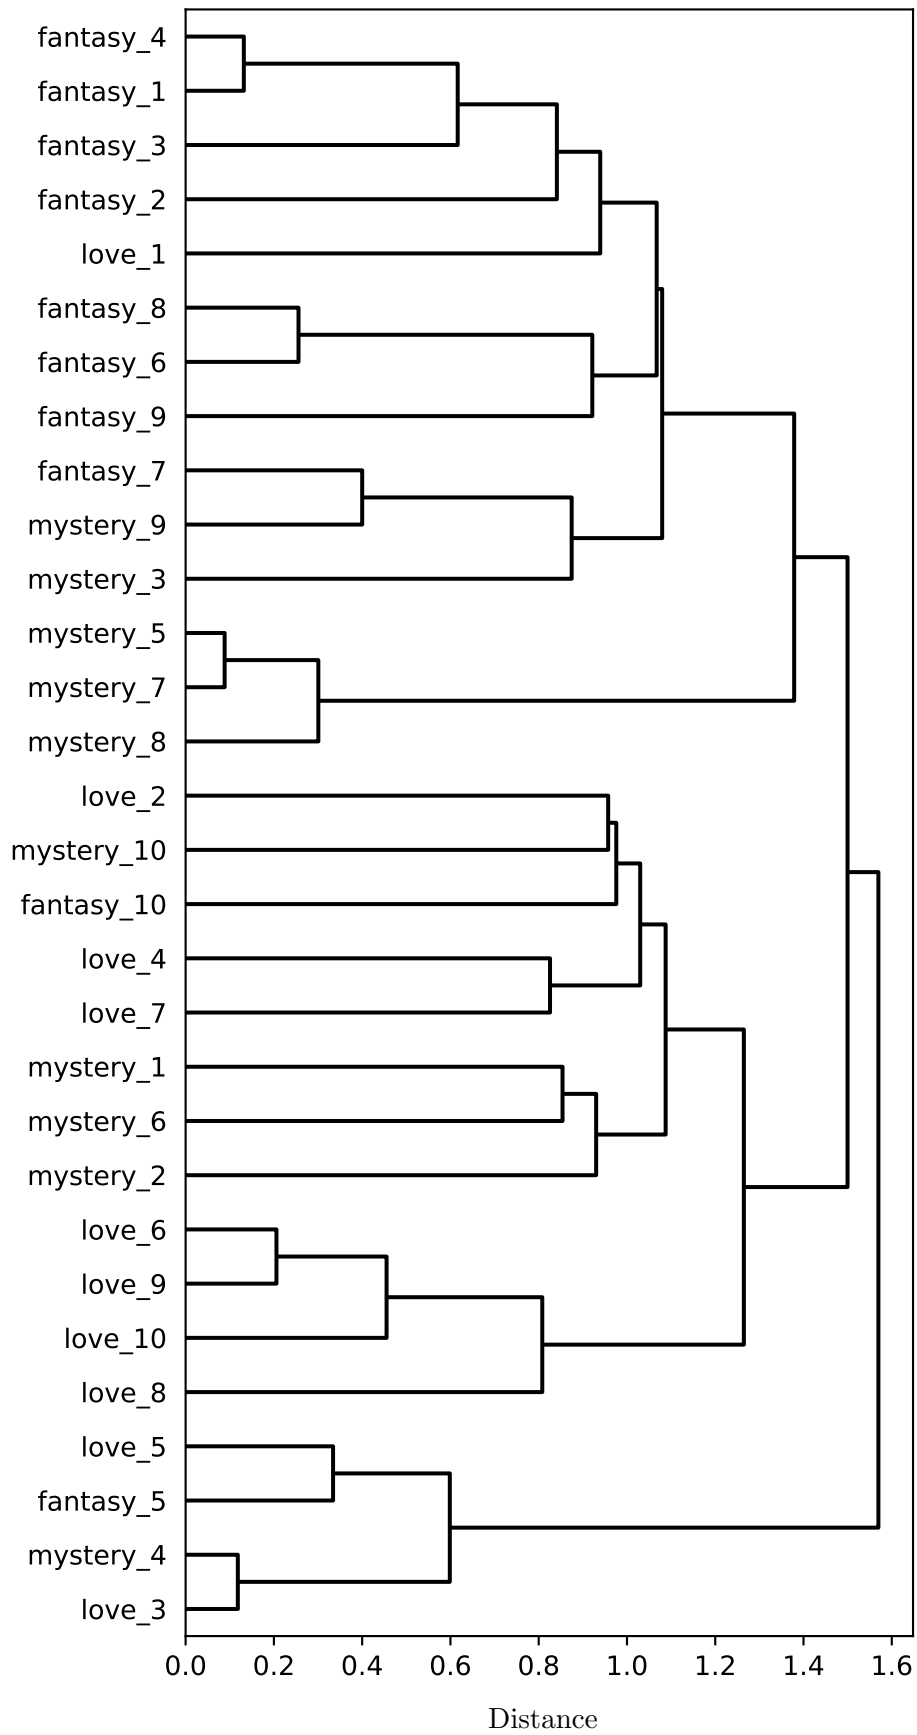 fantasy_4
fantasy_1
fantasy_3
fantasy_2
love_1
fantasy_8
fantasy_6
fantasy_9
fantasy_7
mystery_9
mystery_3
mystery_5
mystery_7
mystery_8
love_2
mystery_10
fantasy_10
love_4
love_7
mystery_1
mystery_6
mystery_2
love_6
love_9
love_10
love_8
love_5
fantasy_5
mystery_4
love_3
0.0 0.2 0.4 0.6 0.8 1.0 1.2 1.4 1.6
Distance